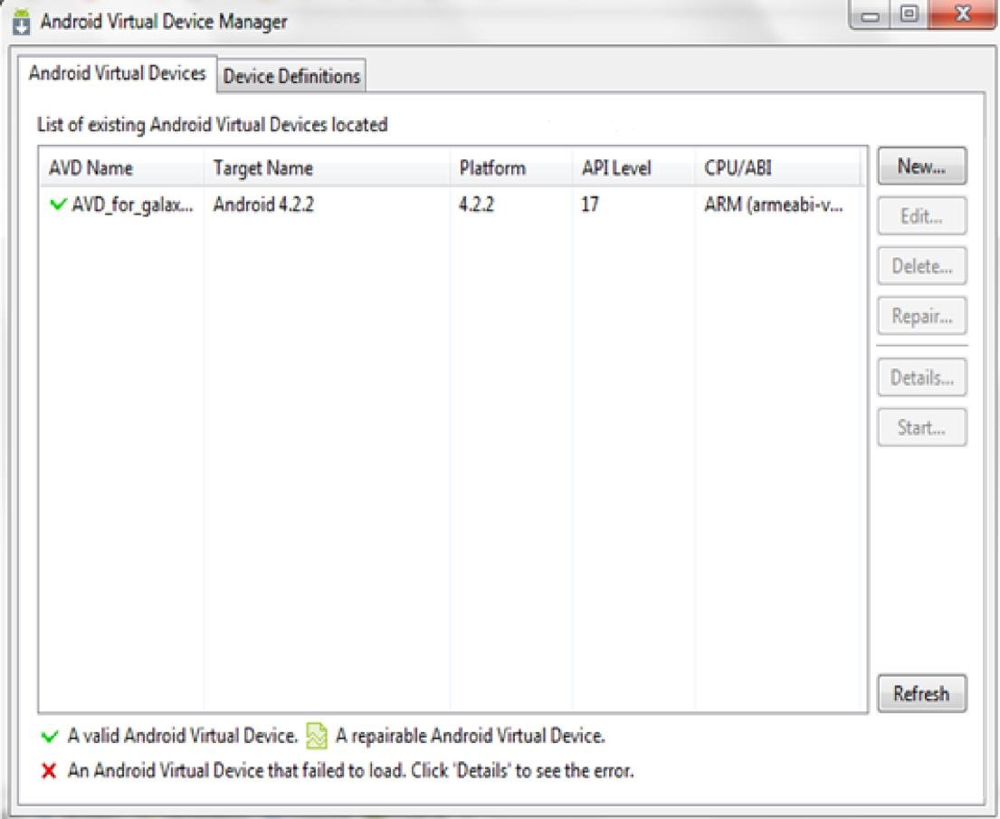 Android Virtual Device Manager
Android Virtual Devices
Device Definitions
List of existing Android Virtual Devices located
AVD Name Target Name Platform API Level CPU/ABI
AVD_for_galax... Android 4.2.2 4.2.2 17 ARM (armeabi-v...
New...
Edit...
Delete...
Repair...
Details...
Start...
Refresh
A valid Android Virtual Device. A repairable Android Virtual Device.
An Android Virtual Device that failed to load. Click 'Details' to see the error.